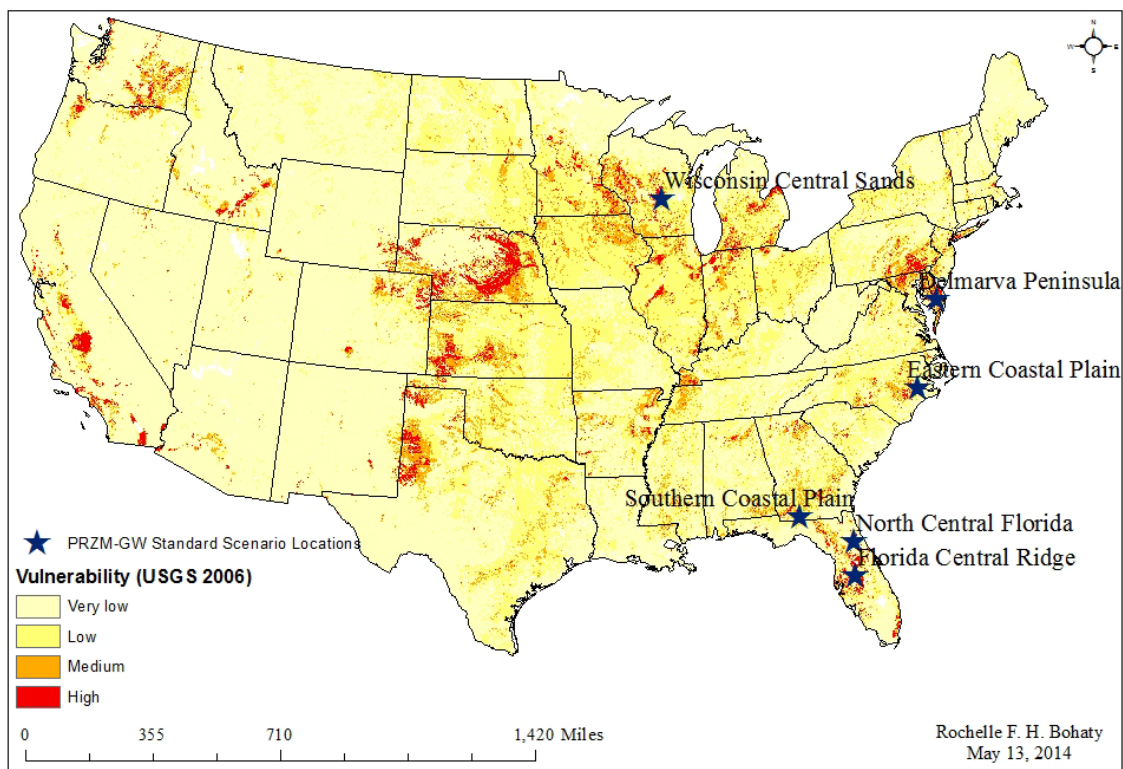 N
W E
S
Wisconsin Central Sands
Delmarva Peninsula
Eastern Coastal Plain
Southern Coastal Plain
North Central Florida
Florida Central Ridge
PRZM-GW Standard Scenario Locations
Vulnerability (USGS 2006)
Very low
Low
Medium
High
0 355 710 1,420 Miles
Rochelle F. H. Bohaty
May 13, 2014